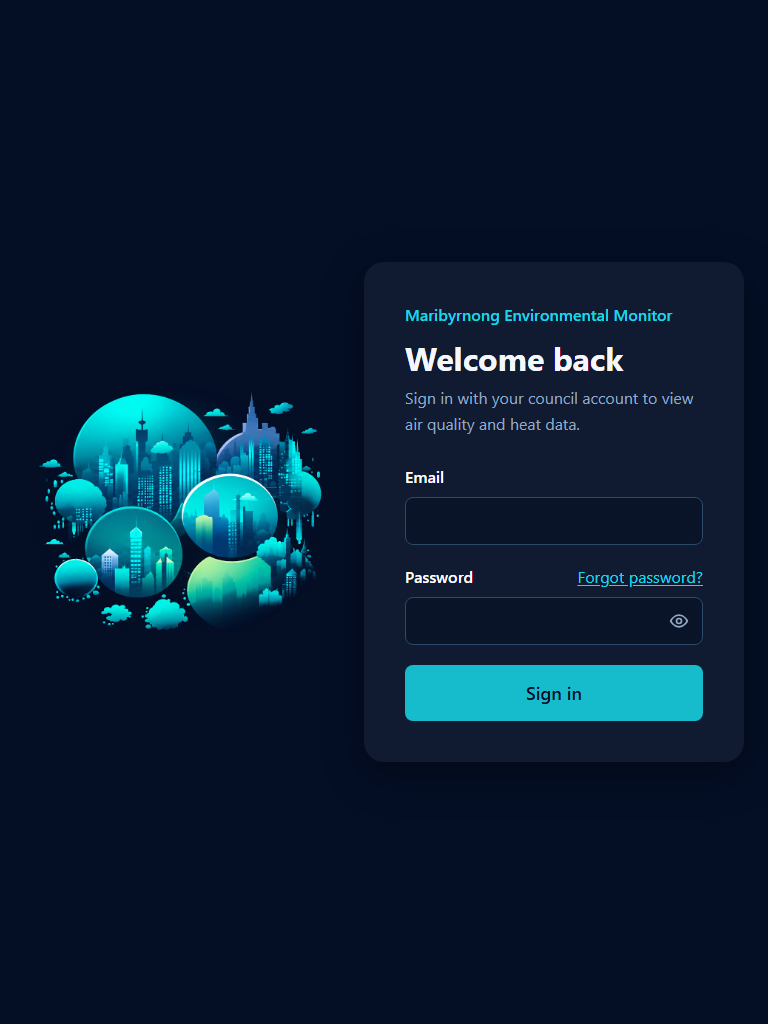 Maribyrnong Environmental Monitor
Welcome back
Sign in with your council account to view
air quality and heat data.
Email
Password Forgot password?
Sign in